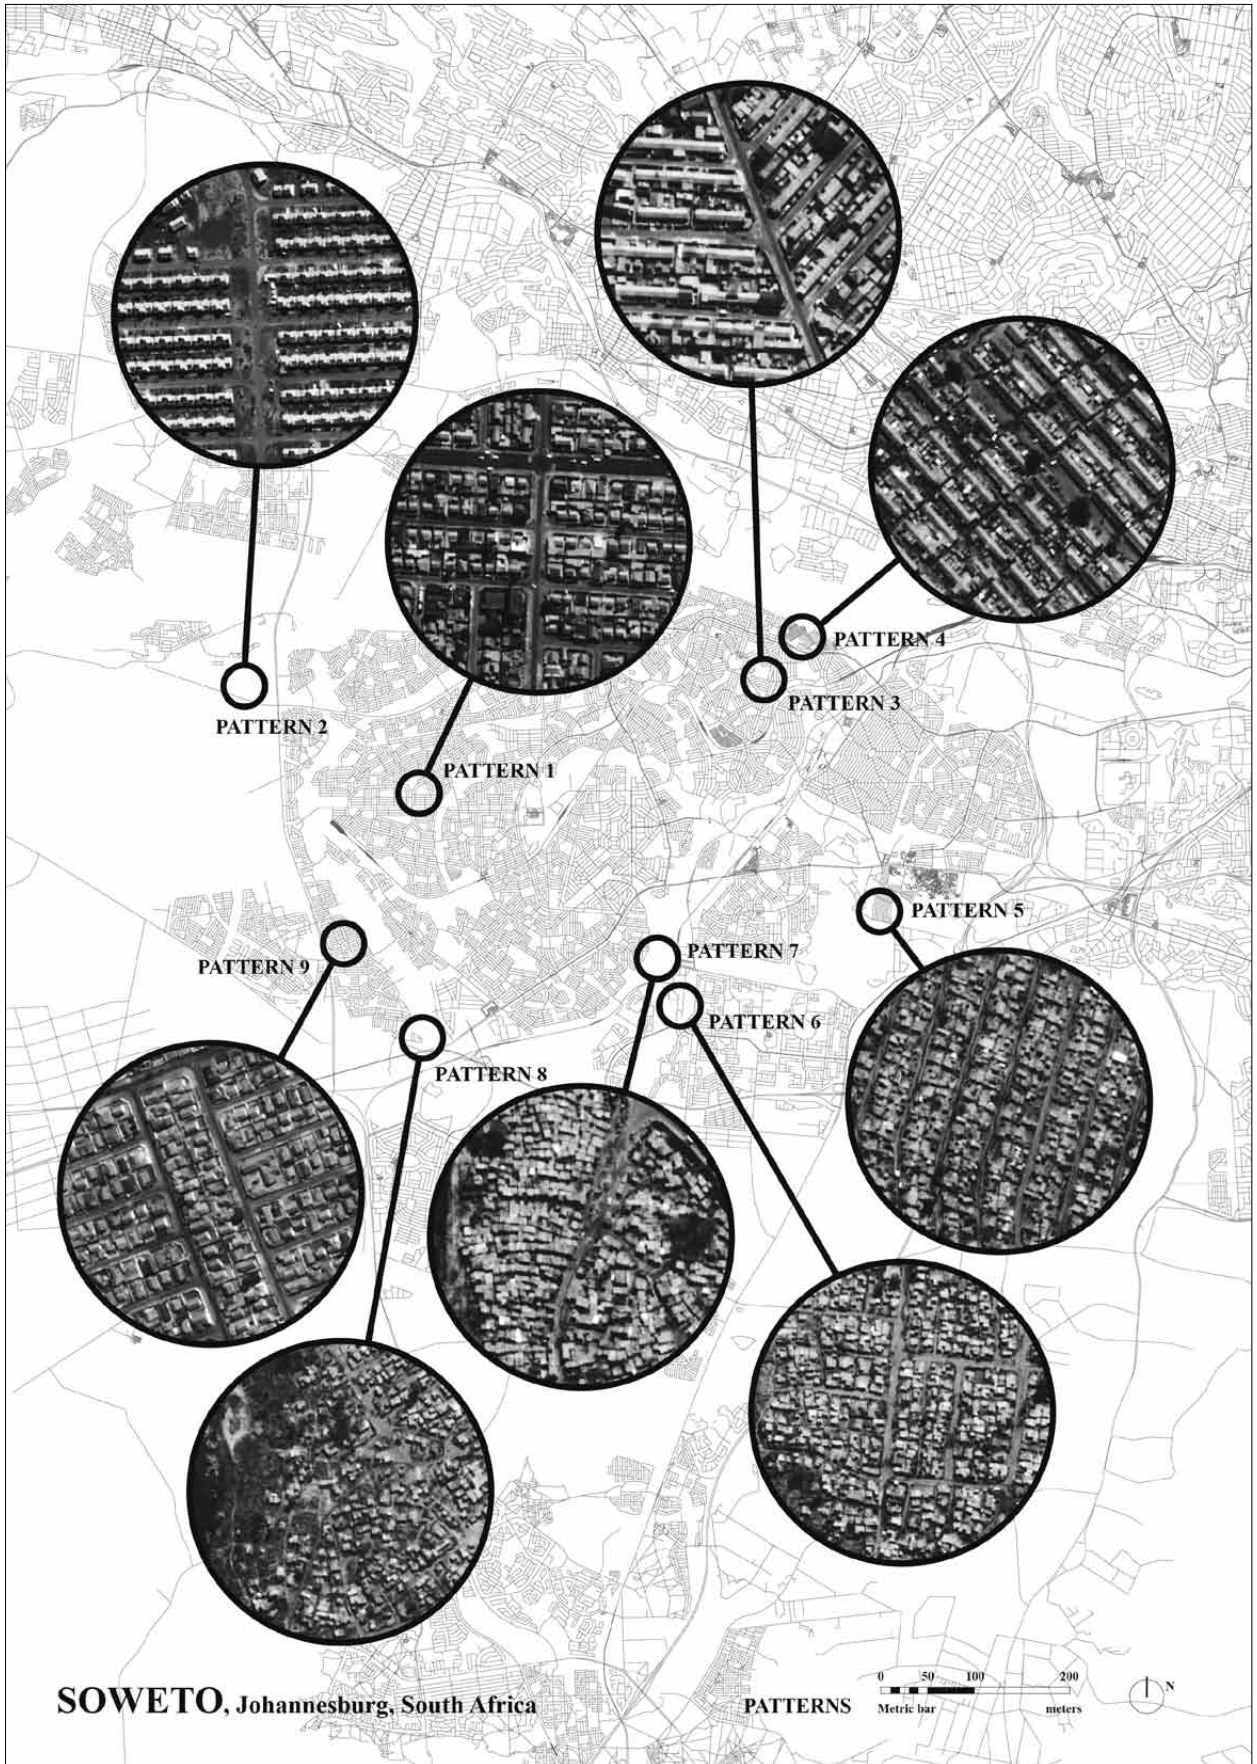 PATTERN 4
PATTERN 3
PATTERN 2
PATTERN 1
PATTERN 5
PATTERN 7
PATTERN 9
PATTERN 6
PATTERN 8
SOWETO, Johannesburg, South Africa
PATTERNS
0 50 100 200
Metric bar meters
N